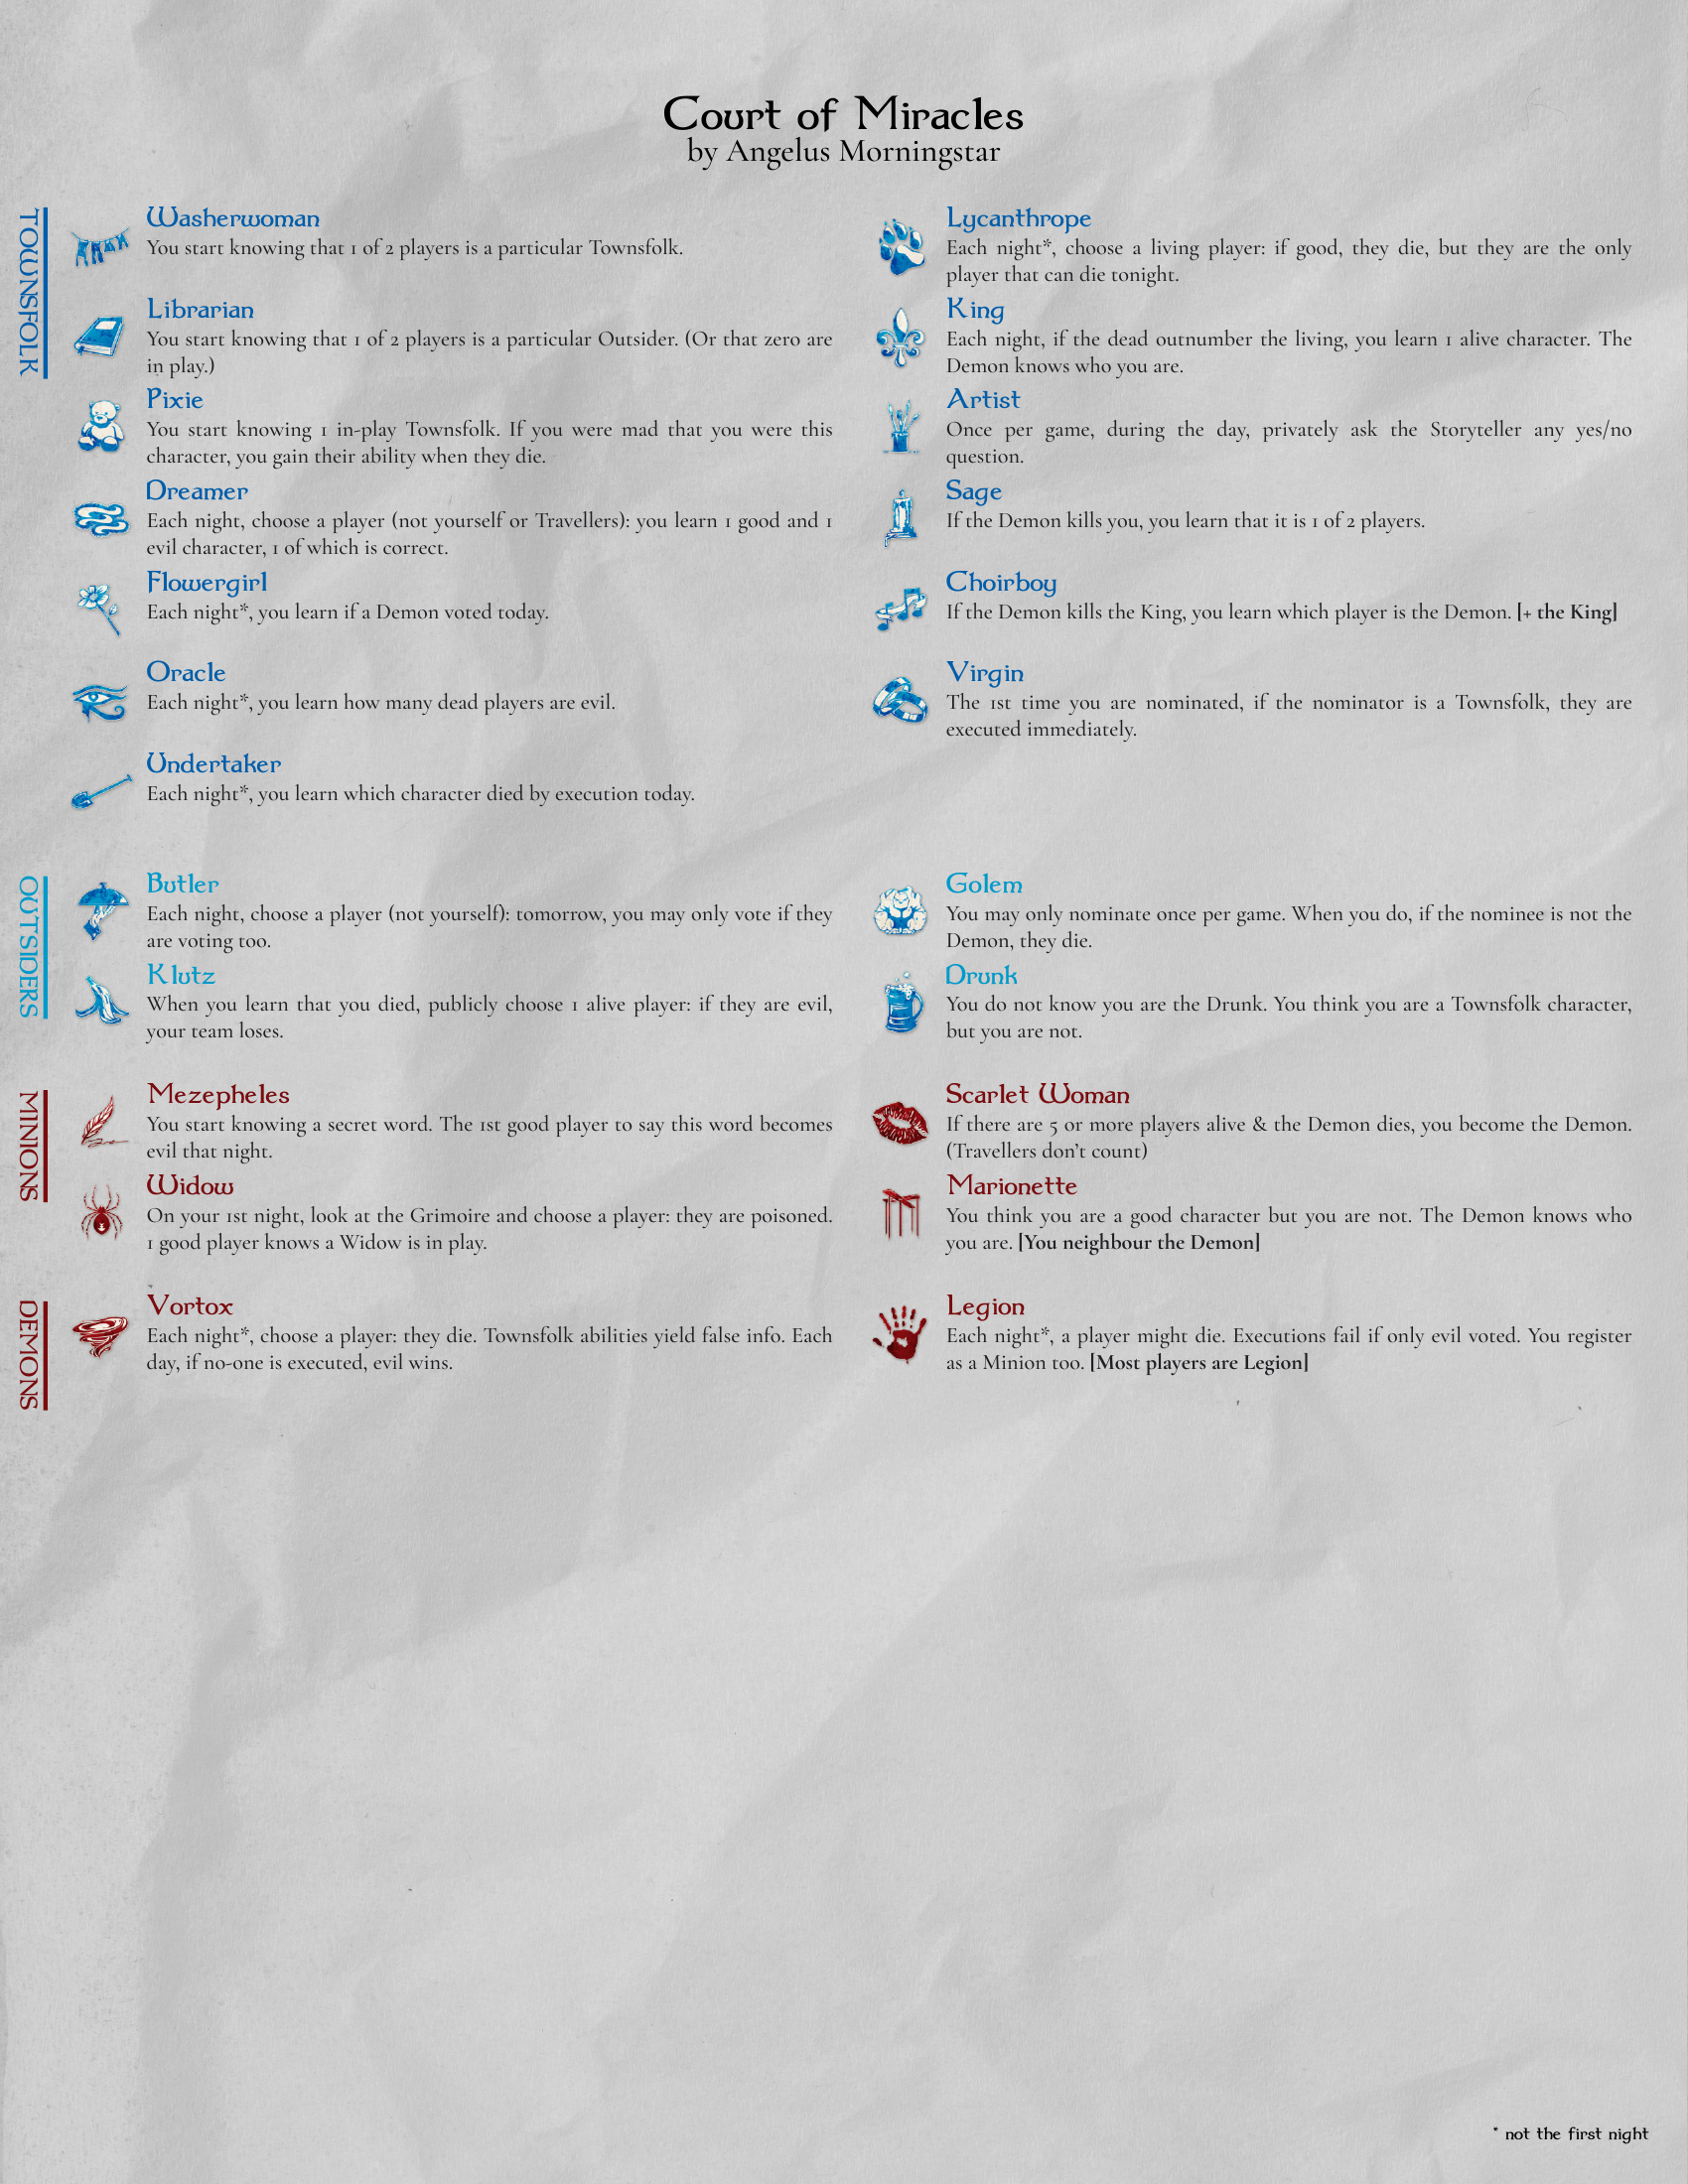 Court of Miracles
by Angelus Morningstar
TOWNSFOLK
Washerwoman
You start knowing that 1 of 2 players is a particular Townsfolk.
Librarian
You start knowing that 1 of 2 players is a particular Outsider. (Or that zero are
in play.)
Pixie
You start knowing 1 in-play Townsfolk. If you were mad that you were this
character, you gain their ability when they die.
Dreamer
Each night, choose a player (not yourself or Travellers): you learn 1 good and 1
evil character, 1 of which is correct.
Flowergirl
Each night*, you learn if a Demon voted today.
Oracle
Each night*, you learn how many dead players are evil.
Undertaker
Each night*, you learn which character died by execution today.
Lycanthrope
Each night*, choose a living player: if good, they die, but they are the only
player that can die tonight.
King
Each night, if the dead outnumber the living, you learn 1 alive character. The
Demon knows who you are.
Artist
Once per game, during the day, privately ask the Storyteller any yes/no
question.
Sage
If the Demon kills you, you learn that it is 1 of 2 players.
Choirboy
If the Demon kills the King, you learn which player is the Demon. [+ the King]
Virgin
The 1st time you are nominated, if the nominator is a Townsfolk, they are
executed immediately.
OUTSIDERS
Butler
Each night, choose a player (not yourself): tomorrow, you may only vote if they
are voting too.
Klutz
When you learn that you died, publicly choose 1 alive player: if they are evil,
your team loses.
Golem
You may only nominate once per game. When you do, if the nominee is not the
Demon, they die.
Drunk
You do not know you are the Drunk. You think you are a Townsfolk character,
but you are not.
MINIONS
Mezepheles
You start knowing a secret word. The 1st good player to say this word becomes
evil that night.
Widow
On your 1st night, look at the Grimoire and choose a player: they are poisoned.
1 good player knows a Widow is in play.
Scarlet Woman
If there are 5 or more players alive & the Demon dies, you become the Demon.
(Travellers don't count)
Marionette
You think you are a good character but you are not. The Demon knows who
you are. [You neighbour the Demon]
DEMONS
Vortox
Each night*, choose a player: they die. Townsfolk abilities yield false info. Each
day, if no-one is executed, evil wins.
Legion
Each night*, a player might die. Executions fail if only evil voted. You register
as a Minion too. [Most players are Legion]
* not the first night